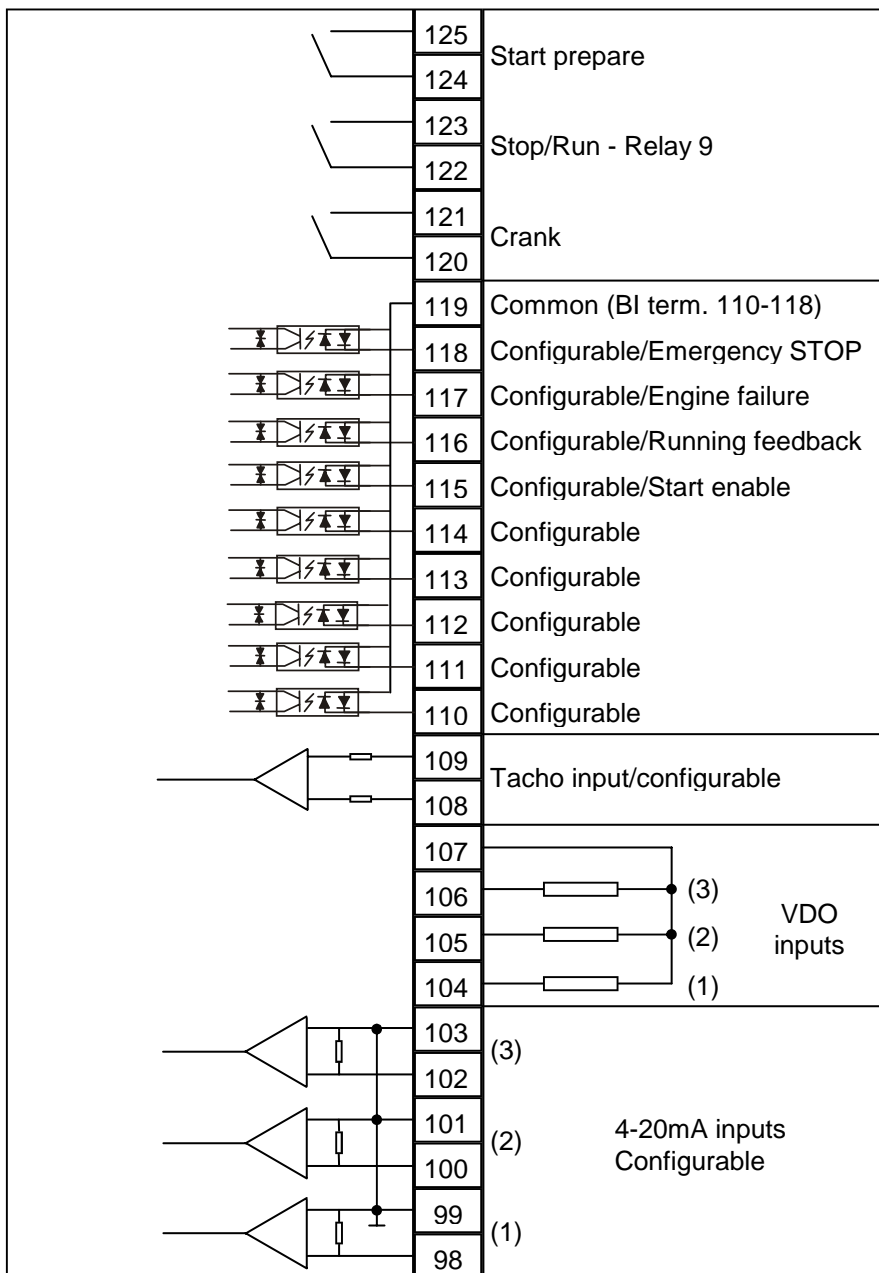 125
Start prepare
124
123
Stop/Run - Relay 9
122
121
Crank
120
119 Common (BI term. 110-118)
118 Configurable/Emergency STOP
117 Configurable/Engine failure
116 Configurable/Running feedback
115 Configurable/Start enable
114 Configurable
113 Configurable
112 Configurable
111 Configurable
110 Configurable
109
Tacho input/configurable
108
107
106 (3)
VDO
105 (2)
inputs
104 (1)
103
(3)
102
101
4-20mA inputs
(2)
Configurable
100
99
(1)
98